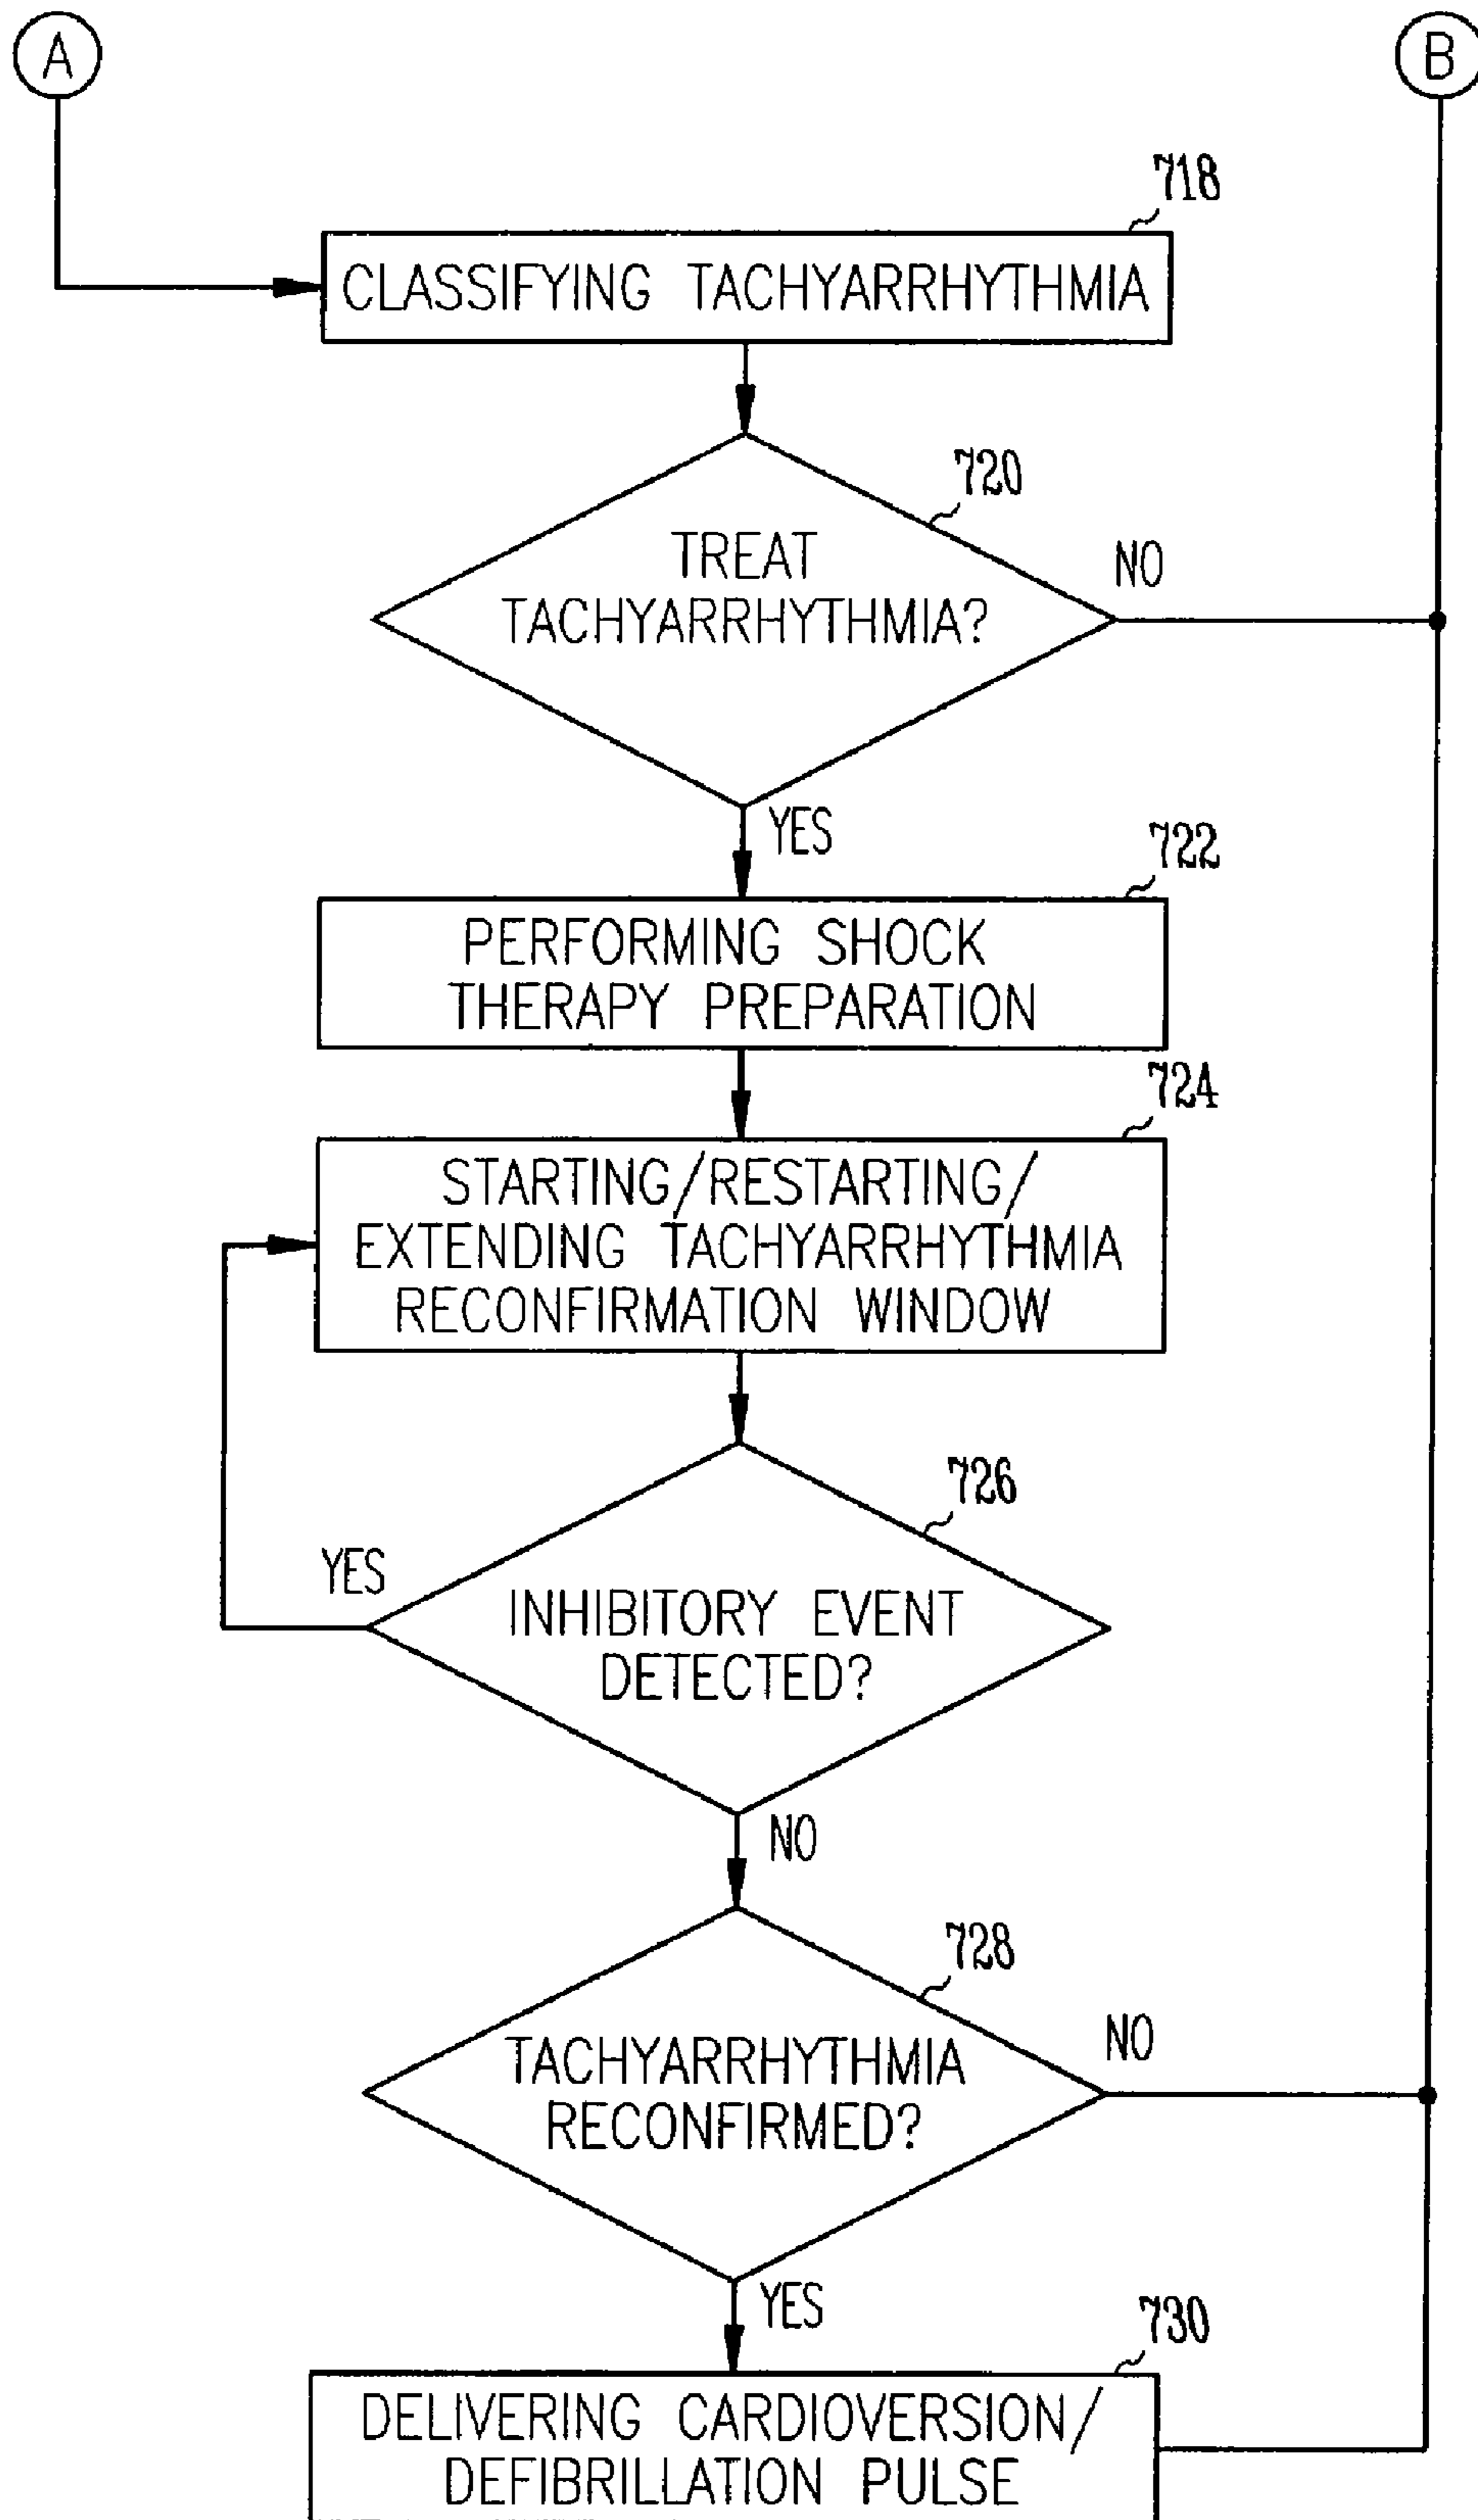 A
B
718
CLASSIFYING TACHYARRHYTHMIA
720
TREAT
TACHYARRHYTHMIA?
NO
YES
722
PERFORMING SHOCK
THERAPY PREPARATION
724
STARTING/RESTARTING/
EXTENDING TACHYARRHYTHMIA
RECONFIRMATION WINDOW
726
YES
INHIBITORY EVENT
DETECTED?
NO
728
TACHYARRHYTHMIA
RECONFIRMED?
NO
YES
730
DELIVERING CARDIOVERSION/
DEFIBRILLATION PULSE